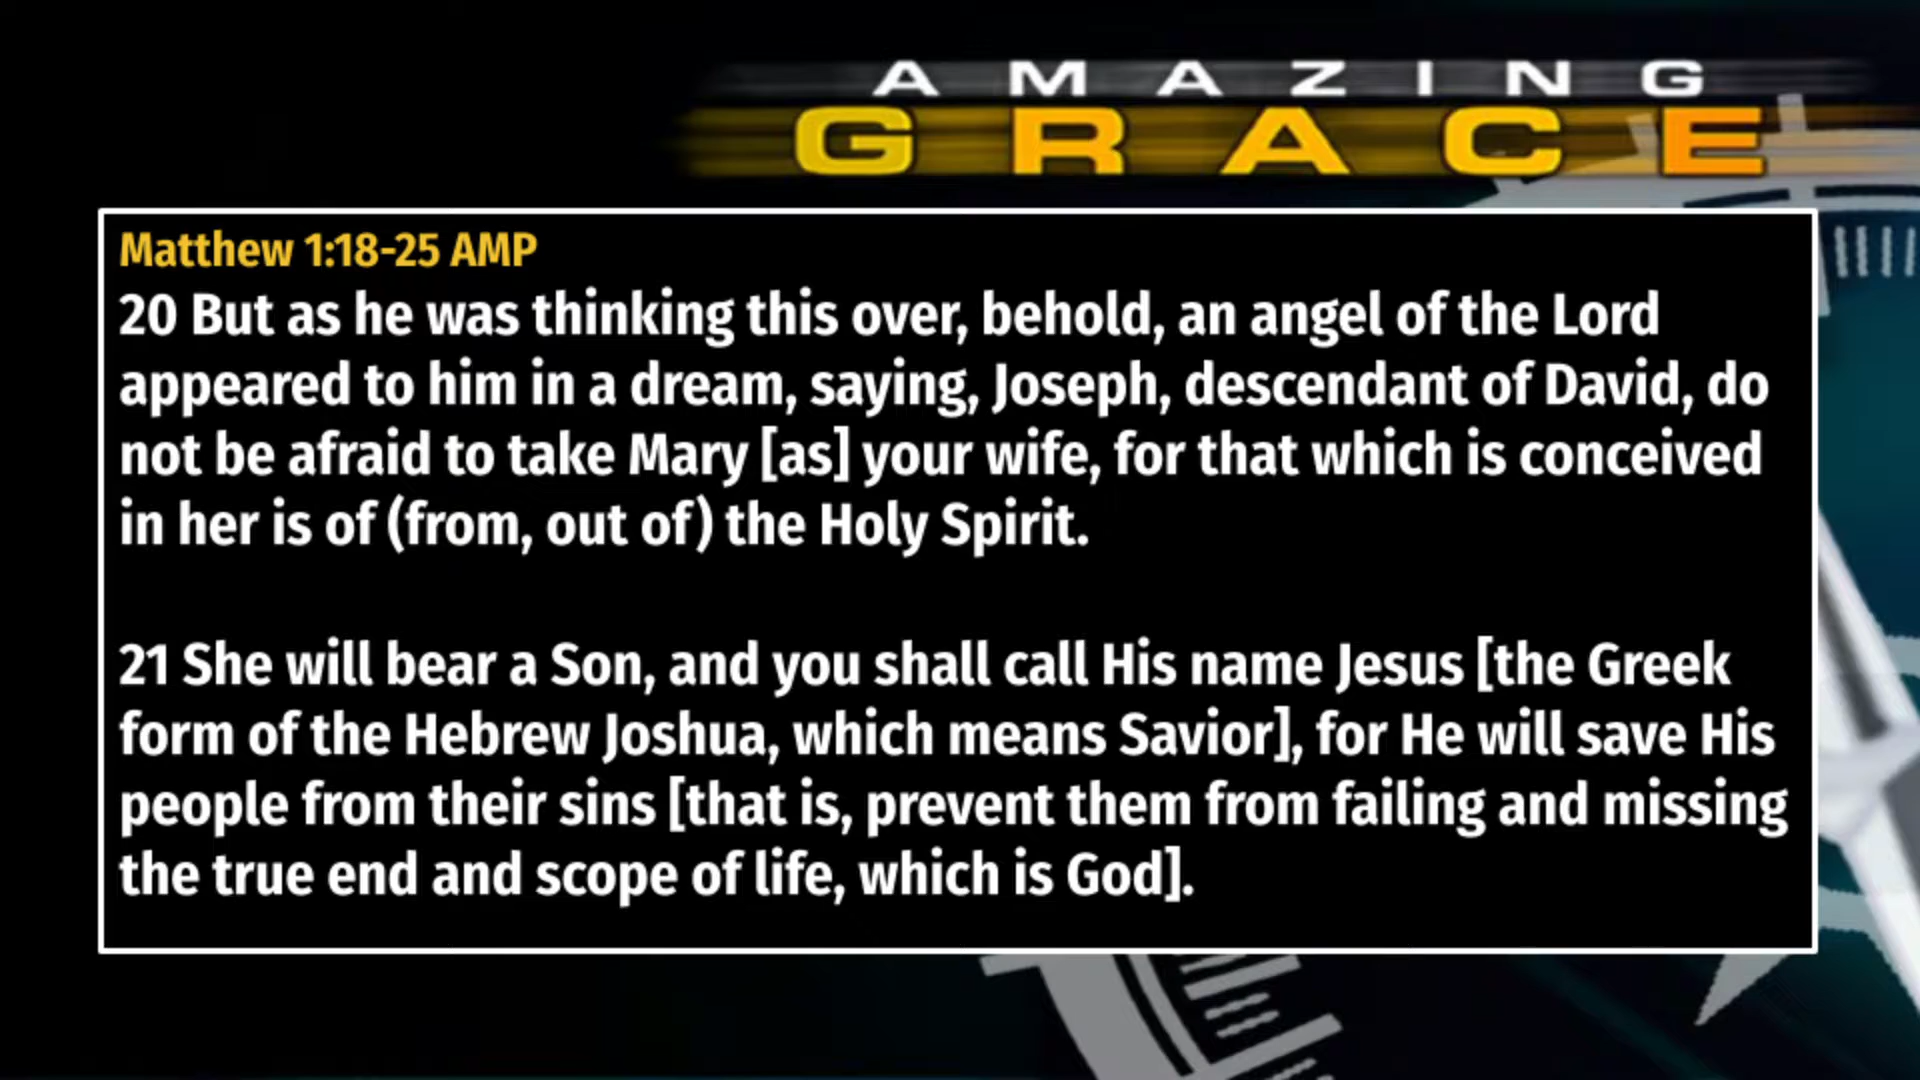 AMAZING
GRACE
Matthew 1:18-25 AMP
20 But as he was thinking this over, behold, an angel of the Lord
appeared to him in a dream, saying, Joseph, descendant of David, do
not be afraid to take Mary [as] your wife, for that which is conceived
in her is of (from, out of) the Holy Spirit.
21 She will bear a Son, and you shall call His name Jesus [the Greek
form of the Hebrew Joshua, which means Savior], for He will save His
people from their sins [that is, prevent them from failing and missing
the true end and scope of life, which is God].